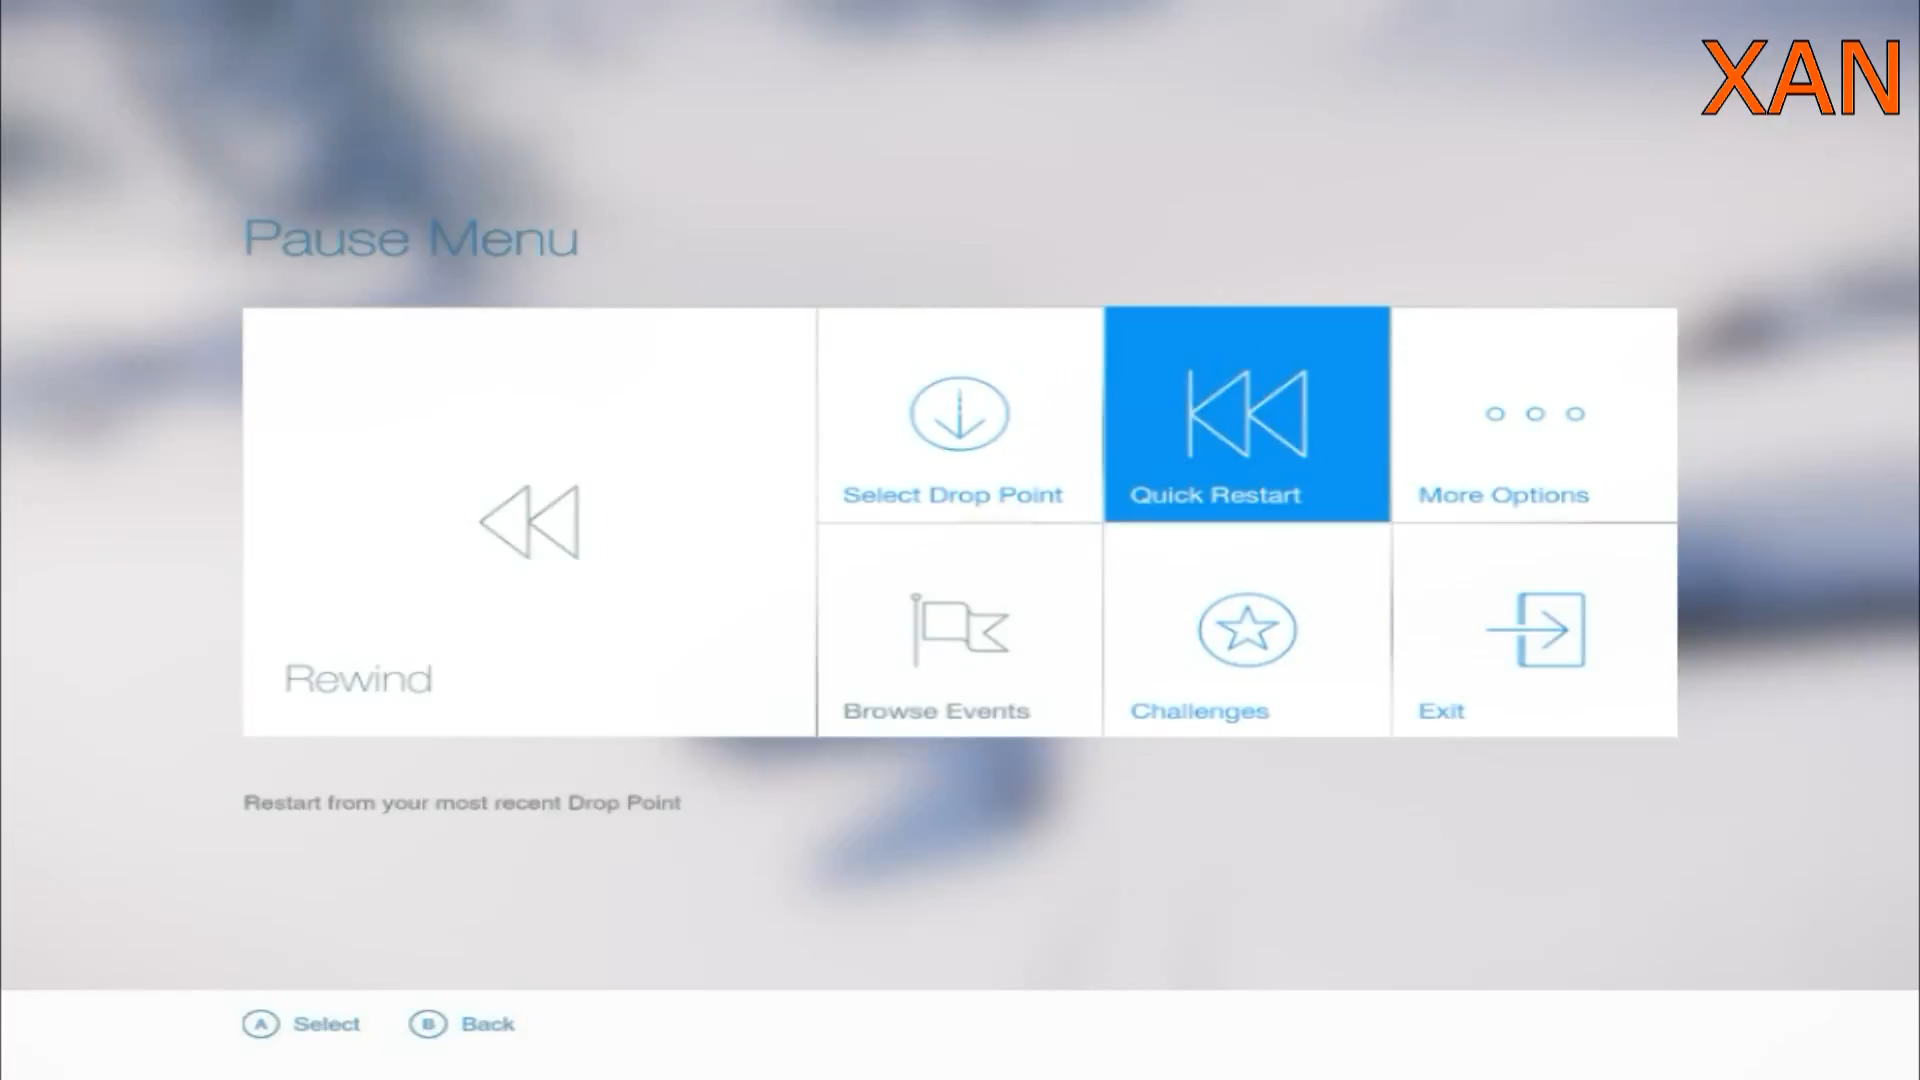 XAN
Pause Menu
Rewind
Select Drop Point
Quick Restart
More Options
Browse Events
Challenges
Exit
Restart from your most recent Drop Point
A Select B Back